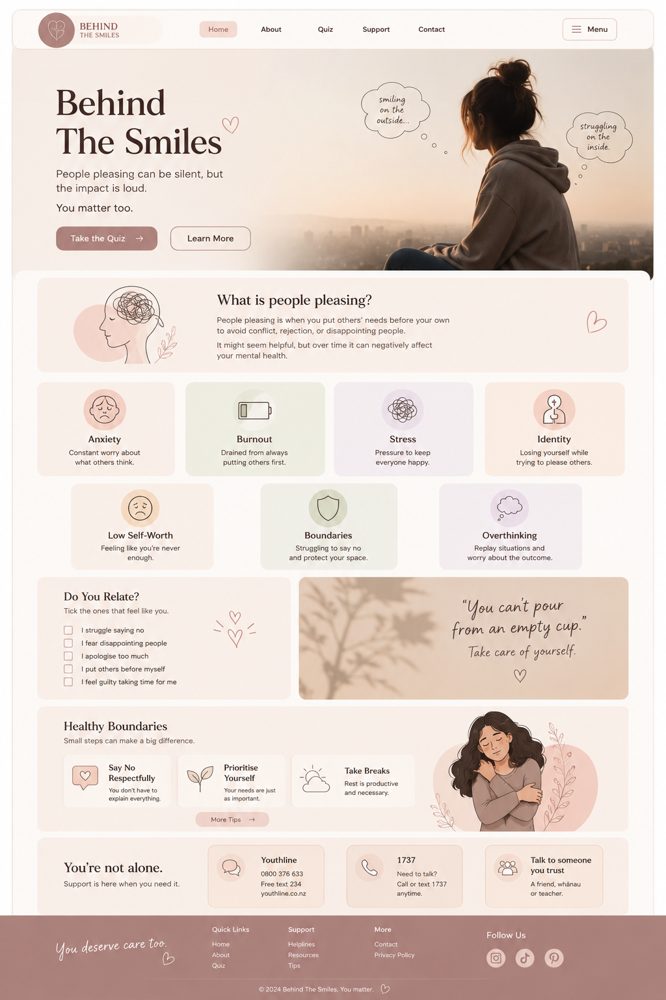 BEHIND
THE SMILES
Home
About
Quiz
Support
Contact
Menu
Behind
The Smiles
People pleasing can be silent, but
the impact is loud.
You matter too.
Take the Quiz →
Learn More
smiling
on the
outside...
struggling
on the
inside.
What is people pleasing?
People pleasing is when you put others' needs before your own
to avoid conflict, rejection, or disappointing people.
It might seem helpful, but over time it can negatively affect
your mental health.
Anxiety
Constant worry about
what others think.
Burnout
Drained from always
putting others first.
Stress
Pressure to keep
everyone happy.
Identity
Losing yourself while
trying to please others.
Low Self-Worth
Feeling like you're never
enough.
Boundaries
Struggling to say no
and protect your space.
Overthinking
Replay situations and
worry about the outcome.
Do You Relate?
Tick the ones that feel like you.
I struggle saying no
I fear disappointing people
I apologise too much
I put others before myself
I feel guilty taking time for me
“You can't pour
from an empty cup.”
Take care of yourself.
Healthy Boundaries
Small steps can make a big difference.
Say No
Respectfully
You don't have to
explain everything.
Prioritise
Yourself
Your needs are just
as important.
Take Breaks
Rest is productive
and necessary.
More Tips →
You're not alone.
Support is here when you need it.
Youthline
0800 376 633
Free text 234
youthline.co.nz
1737
Need to talk?
Call or text 1737
anytime.
Talk to someone
you trust
A friend, whānau
or teacher.
You deserve care too.
Quick Links
Home
About
Quiz
Support
Helplines
Resources
Tips
More
Contact
Privacy Policy
Follow Us
© 2024 Behind The Smiles. You matter.